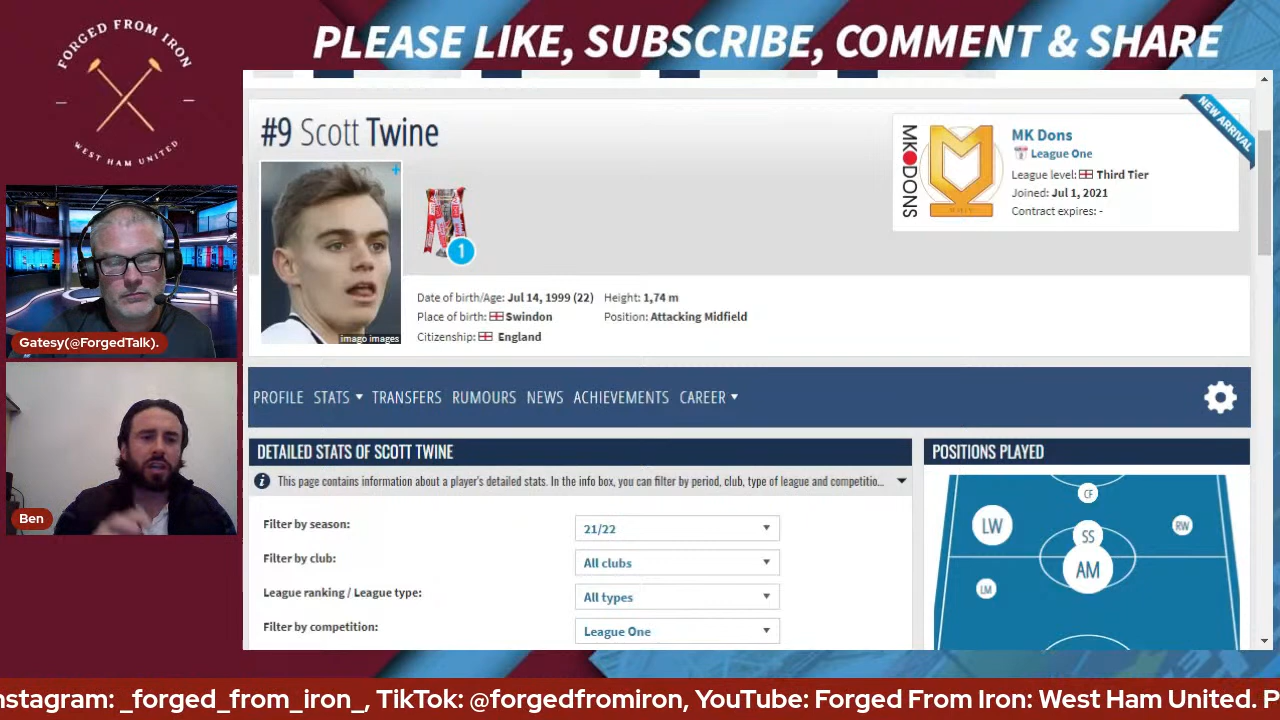 FORGED FROM IRON
WEST HAM UNITED
PLEASE LIKE, SUBSCRIBE, COMMENT & SHARE
#9 Scott Twine
NEW ARRIVAL
MK DONS
MK Dons
League One
League level: Third Tier
Joined: Jul 1, 2021
Contract expires: -
1
imago images
Date of birth/Age: Jul 14, 1999 (22) Height: 1,74 m
Place of birth: Swindon Position: Attacking Midfield
Citizenship: England
Gatesy(@ForgedTalk).
Ben
PROFILE STATS TRANSFERS RUMOURS NEWS ACHIEVEMENTS CAREER
DETAILED STATS OF SCOTT TWINE
This page contains information about a player's detailed stats. In the info box, you can filter by period, club, type of league and competitio...
Filter by season: 21/22
Filter by club: All clubs
League ranking / League type: All types
Filter by competition: League One
POSITIONS PLAYED
CF
LW
RW
SS
AM
LM
nstagram: _forged_from_iron_, TikTok: @forgedfromiron, YouTube: Forged From Iron: West Ham United. P